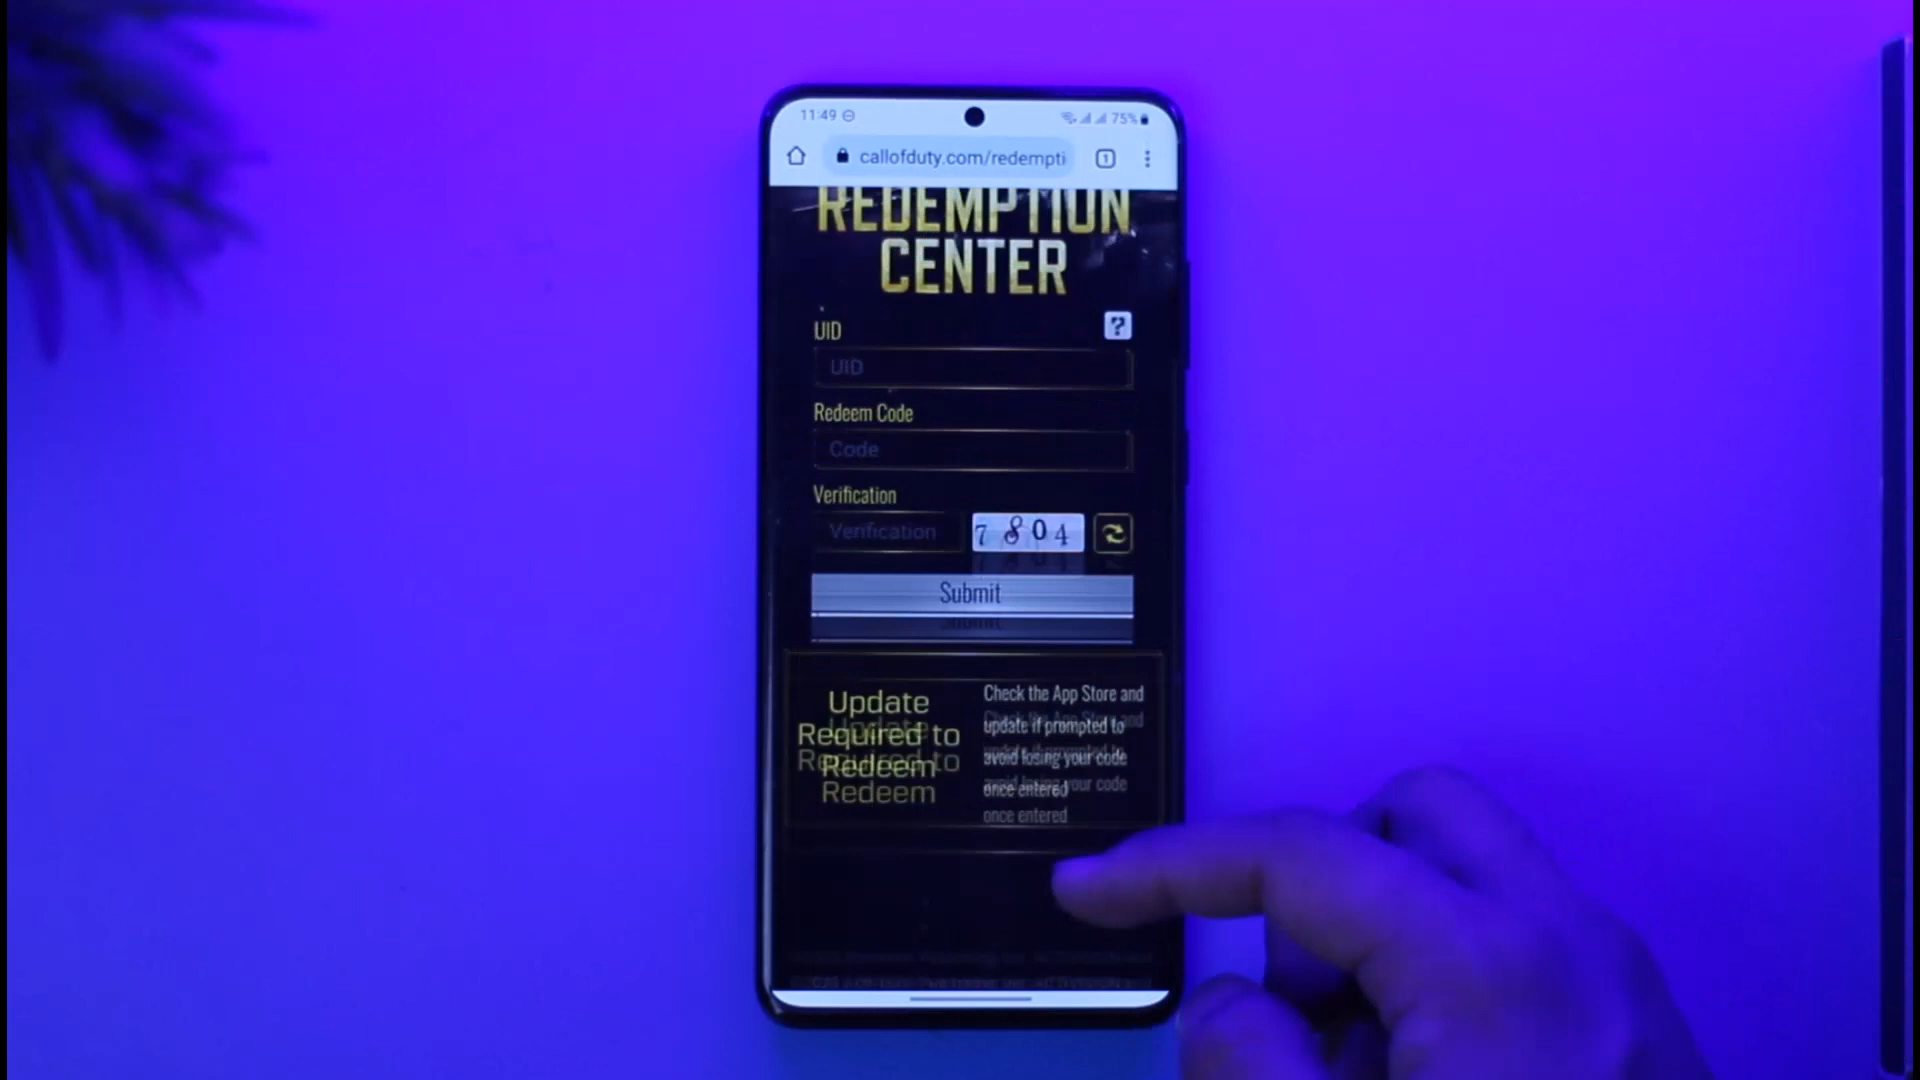 11:49
75%
callofduty.com/redempti
1
REDEMPTION
CENTER
UID
?
UID
Redeem Code
Code
Verification
Verification
7804
Submit
Update
Required to
Redeem
Check the App Store and
update if prompted to
avoid losing your code
once entered